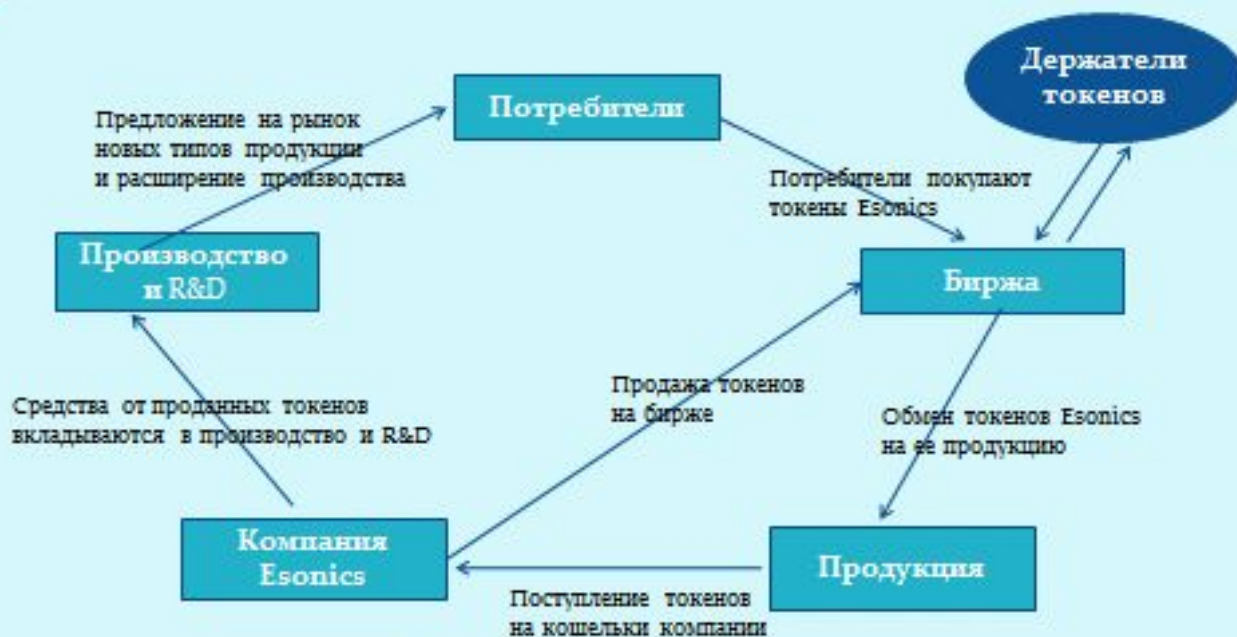 Держатели
токенов
Потребители
Предложение на рынок
новых типов продукции
и расширение производства
Потребители покупают
токены Esonics
Производство
и R&D
Биржа
Продажа токенов
на бирже
Средства от проданных токенов
вкладываются в производство и R&D
Обмен токенов Esonics
на ее продукцию
Компания
Esonics
Продукция
Поступление токенов
на кошельки компании